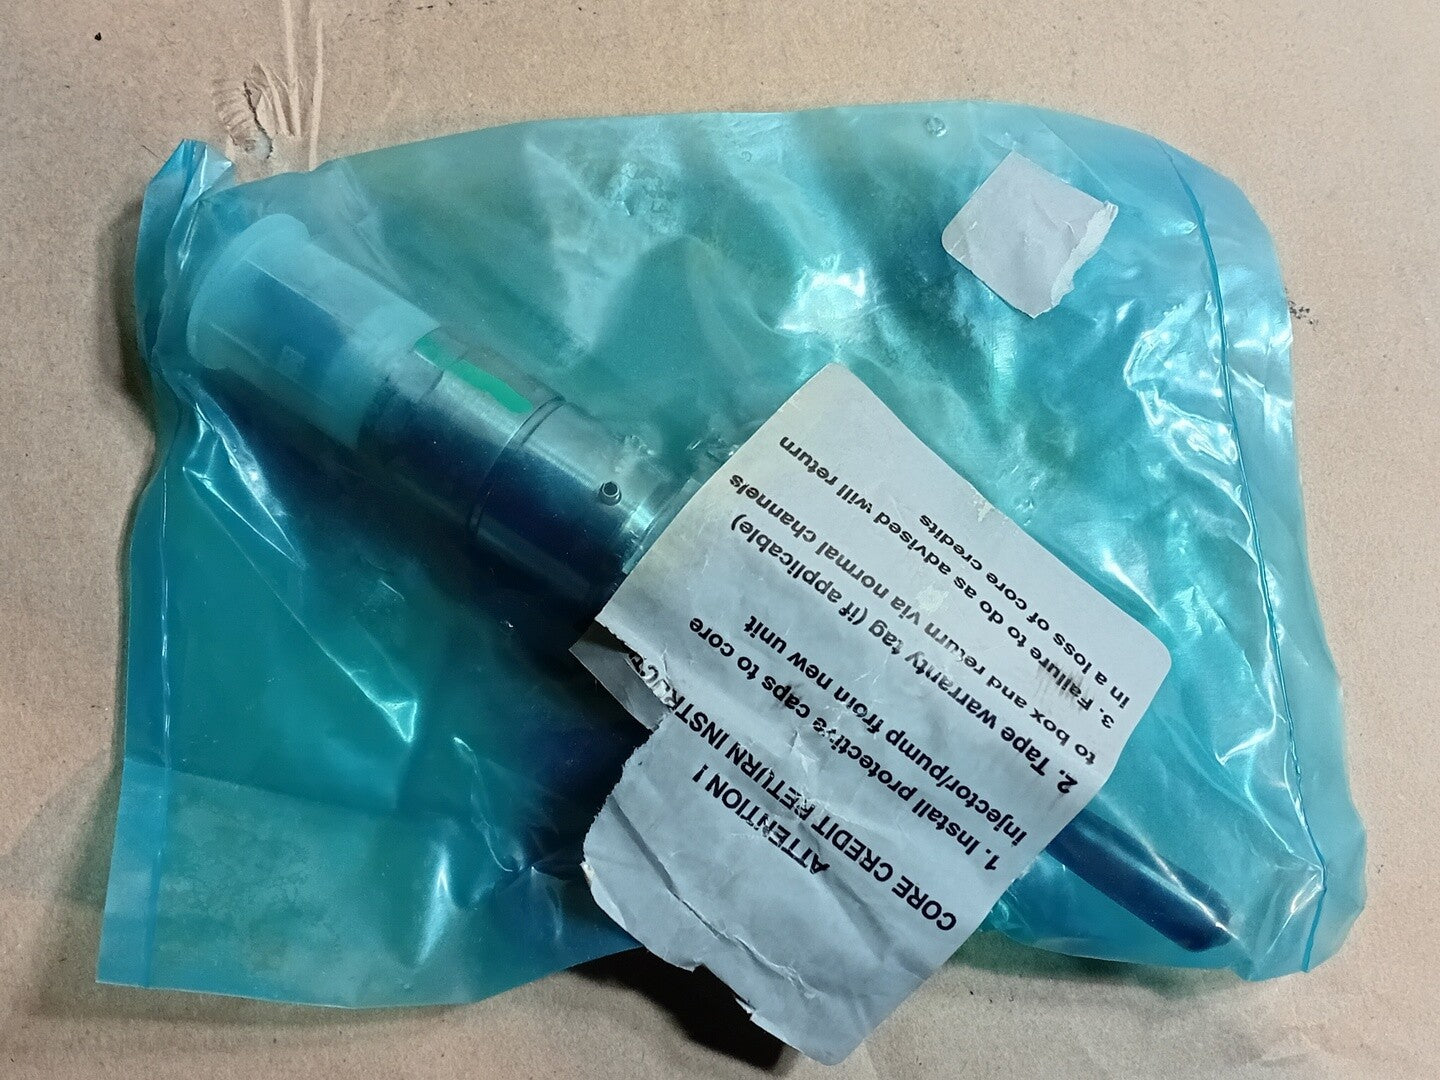 ATTENTION !
CORE CREDIT RETURN INSTRUC
1. Install protective caps to core
injector/pump from new unit
2. Tape warranty tag (if applicable)
to box and return via normal channels
3. Failure to do as advised will return
in a loss of core credits